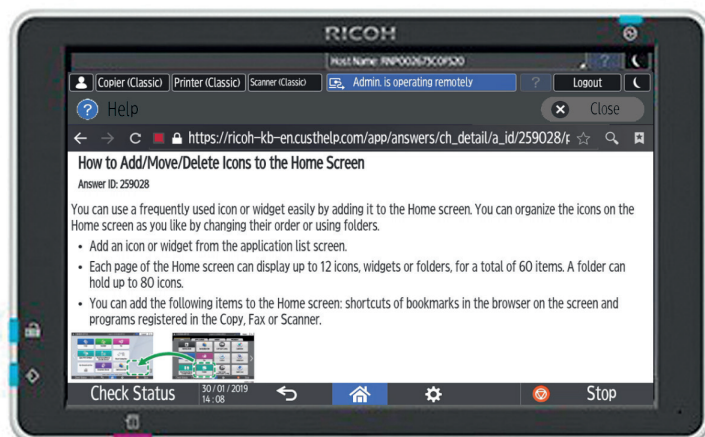 RICOH
Host Name: RNP002673C0F520
?
Copier (Classic) Printer (Classic) Scanner (Classic) Admin. is operating remotely ? Logout
? Help Close
https://ricoh-kb-en.custhelp.com/app/answers/ch_detail/a_id/259028/
How to Add/Move/Delete Icons to the Home Screen
Answer ID: 259028
You can use a frequently used icon or widget easily by adding it to the Home screen. You can organize the icons on the
Home screen as you like by changing their order or using folders.
• Add an icon or widget from the application list screen.
• Each page of the Home screen can display up to 12 icons, widgets or folders, for a total of 60 items. A folder can
hold up to 80 icons.
• You can add the following items to the Home screen: shortcuts of bookmarks in the browser on the screen and
programs registered in the Copy, Fax or Scanner.
Check Status 30 / 01 / 2019 Stop
14 : 08